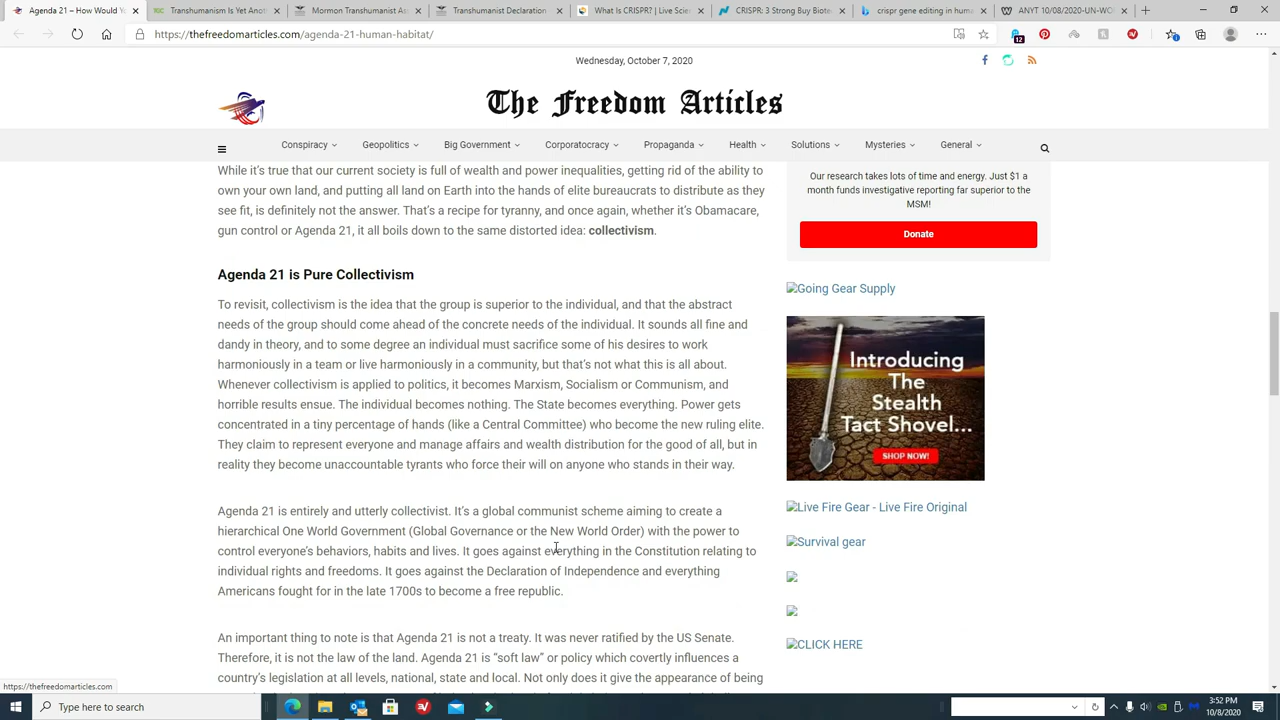 Agenda 21 – How Would Y
Transhumanism Is
Mormon Transhumanist As
Transhumanist Declaration
What is CRISPR? | Live Scie
CRISPR: 3 Strong Buy Biote
crispr gene editing in huma
ANYT 10/08/2020-UN-WO
https://thefreedomarticles.com/agenda-21-human-habitat/
12
Wednesday, October 7, 2020
The Freedom Articles
Conspiracy Geopolitics Big Government Corporatocracy Propaganda Health Solutions Mysteries General
While it's true that our current society is full of wealth and power inequalities, getting rid of the ability to
own your own land, and putting all land on Earth into the hands of elite bureaucrats to distribute as they
see fit, is definitely not the answer. That's a recipe for tyranny, and once again, whether it's Obamacare,
gun control or Agenda 21, it all boils down to the same distorted idea: collectivism.
Agenda 21 is Pure Collectivism
To revisit, collectivism is the idea that the group is superior to the individual, and that the abstract
needs of the group should come ahead of the concrete needs of the individual. It sounds all fine and
dandy in theory, and to some degree an individual must sacrifice some of his desires to work
harmoniously in a team or live harmoniously in a community, but that's not what this is all about.
Whenever collectivism is applied to politics, it becomes Marxism, Socialism or Communism, and
horrible results ensue. The individual becomes nothing. The State becomes everything. Power gets
concentrated in a tiny percentage of hands (like a Central Committee) who become the new ruling elite.
They claim to represent everyone and manage affairs and wealth distribution for the good of all, but in
reality they become unaccountable tyrants who force their will on anyone who stands in their way.
Agenda 21 is entirely and utterly collectivist. It's a global communist scheme aiming to create a
hierarchical One World Government (Global Governance or the New World Order) with the power to
control everyone's behaviors, habits and lives. It goes against everything in the Constitution relating to
individual rights and freedoms. It goes against the Declaration of Independence and everything
Americans fought for in the late 1700s to become a free republic.
An important thing to note is that Agenda 21 is not a treaty. It was never ratified by the US Senate.
Therefore, it is not the law of the land. Agenda 21 is "soft law" or policy which covertly influences a
country's legislation at all levels, national, state and local. Not only does it give the appearance of being
Our research takes lots of time and energy. Just $1 a
month funds investigative reporting far superior to the
MSM!
Donate
Going Gear Supply
Introducing
The
Stealth
Tact Shovel...
SHOP NOW!
Live Fire Gear - Live Fire Original
Survival gear
CLICK HERE
https://thefreedomarticles.com
Type here to search
3:52 PM
10/8/2020